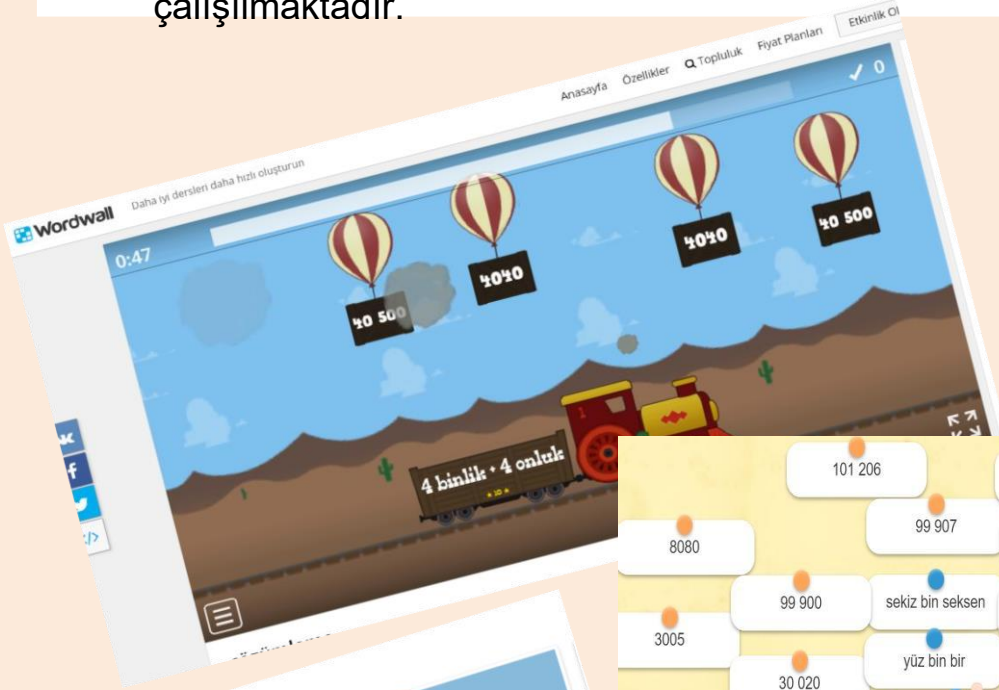 çalışılmaktadır.
Anasayfa Özellikler Topluluk Fiyat Planları Etkinlik
Wordwall Daha iyi dersleri daha hızlı oluşturun
0:47
0
40 500
4040
4040
40 500
4 binlik + 4 onluk
101 206
99 907
8080
99 900
sekiz bin seksen
3005
yüz bin bir
30 020